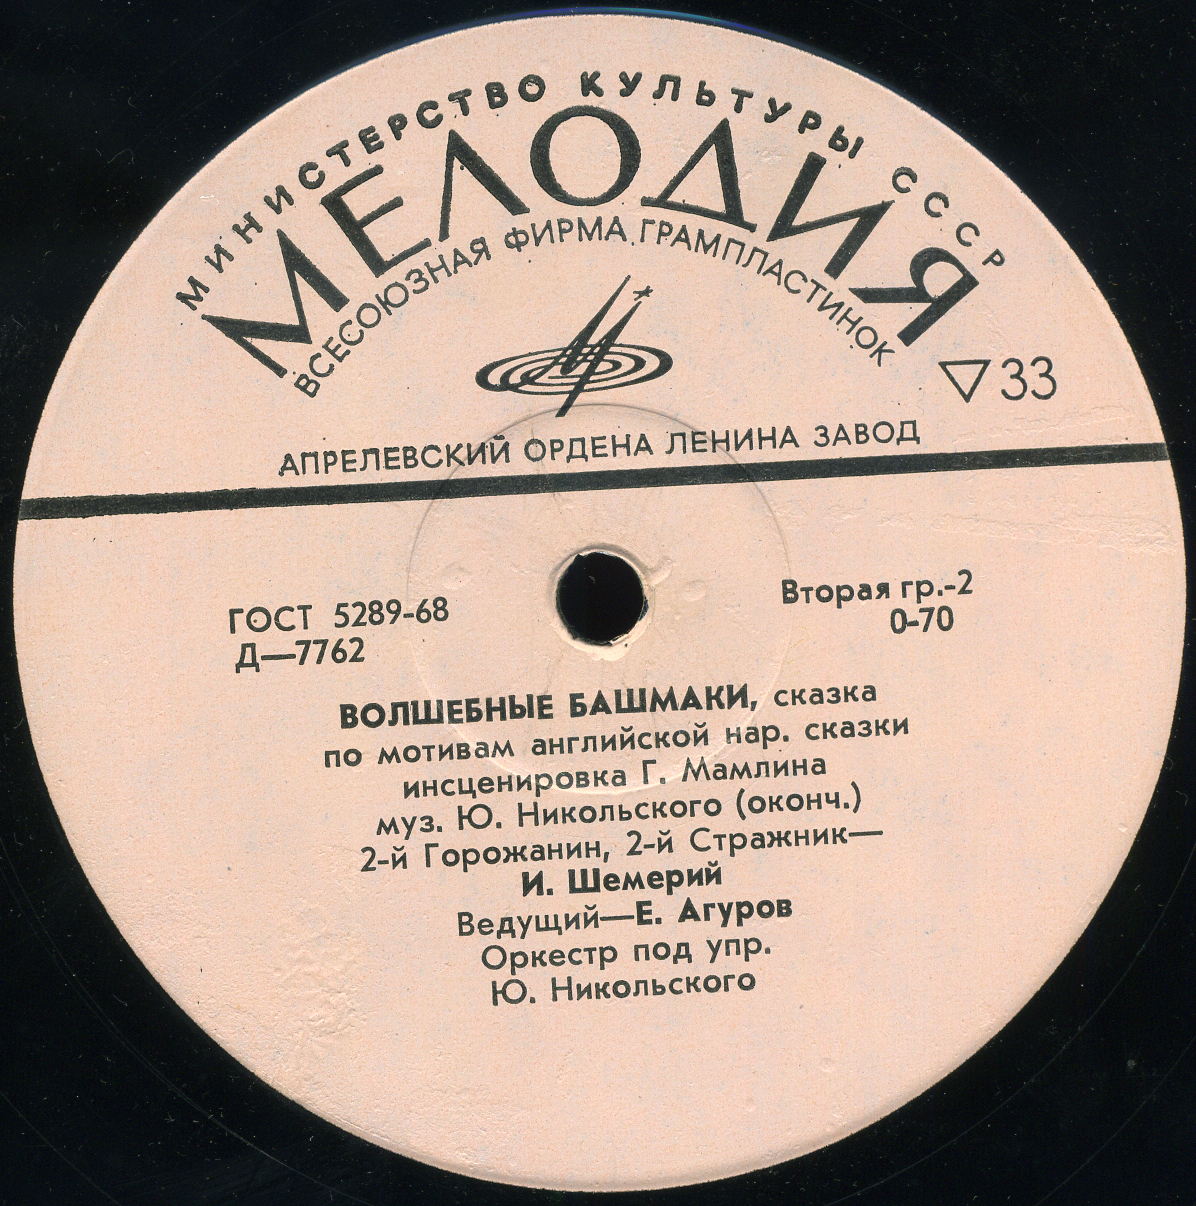 МИНИСТЕРСТВО КУЛЬТУРЫ СССР
МЕЛОДИЯ
ВСЕСОЮЗНАЯ ФИРМА ГРАМПЛАСТИНОК
33
АПРЕЛЕВСКИЙ ОРДЕНА ЛЕНИНА ЗАВОД
ГОСТ 5289-68
Д—7762
Вторая гр.-2
0-70
ВОЛШЕБНЫЕ БАШМАКИ, сказка
по мотивам английской нар. сказки
инсценировка Г. Мамлина
муз. Ю. Никольского (оконч.)
2-й Горожанин, 2-й Стражник—
И. Шемерий
Ведущий—Е. Агуров
Оркестр под упр.
Ю. Никольского